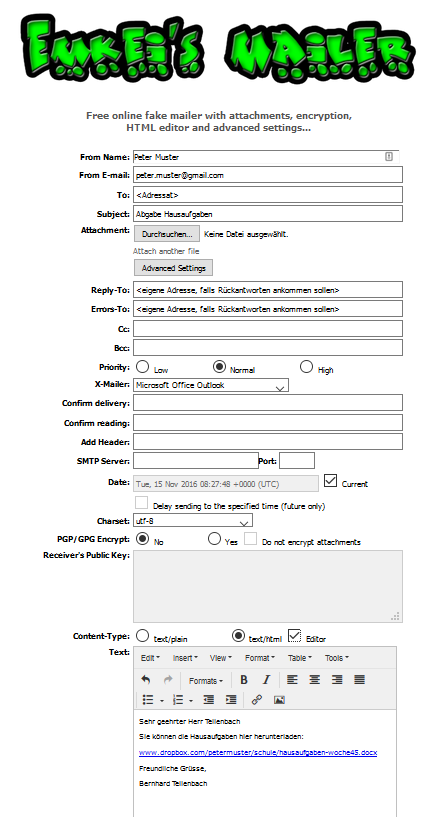 EMKEI'S MAILER
Free online fake mailer with attachments, encryption,
HTML editor and advanced settings...
From Name: Peter Muster
From E-mail: peter.muster@gmail.com
To: <Adressat>
Subject: Abgabe Hausaufgaben
Attachment: Durchsuchen... Keine Datei ausgewählt.
Attach another file
Advanced Settings
Reply-To: <eigene Adresse, falls Rückantworten ankommen sollen>
Errors-To: <eigene Adresse, falls Rückantworten ankommen sollen>
Cc:
Bcc:
Priority: Low Normal High
X-Mailer: Microsoft Office Outlook
Confirm delivery:
Confirm reading:
Add Header:
SMTP Server: Port:
Date: Tue, 15 Nov 2016 08:27:48 +0000 (UTC) Current
Delay sending to the specified time (future only)
Charset: utf-8
PGP/GPG Encrypt: No Yes Do not encrypt attachments
Receiver's Public Key:
Content-Type: text/plain text/html Editor
Text: Edit Insert View Format Table Tools
Formats B I
Sehr geehrter Herr Tellenbach
Sie können die Hausaufgaben hier herunterladen:
www.dropbox.com/petermuster/schule/hausaufgaben-woche45.docx
Freundliche Grüsse,
Bernhard Tellenbach